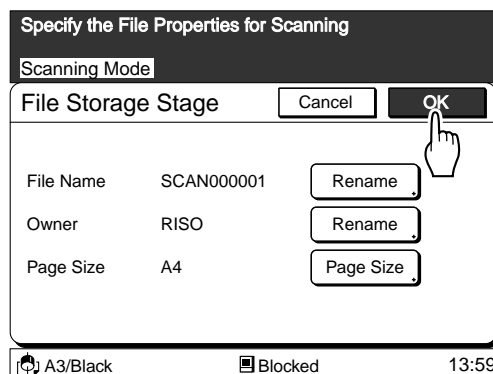 Specify the File Properties for Scanning
Scanning Mode
File Storage Stage Cancel OK
File Name SCAN000001 Rename
Owner RISO Rename
Page Size A4 Page Size
A3/Black Blocked 13:59